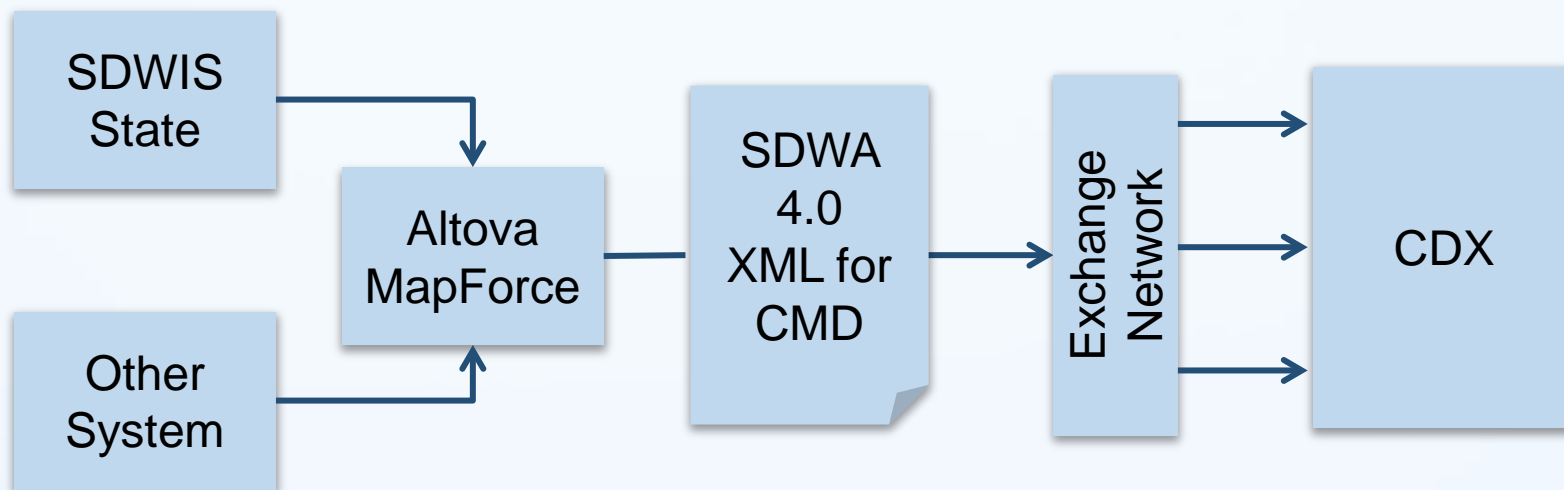 SDWIS
State
Other
System
Altova
MapForce
SDWA
4.0
XML for
CMD
Exchange
Network
CDX